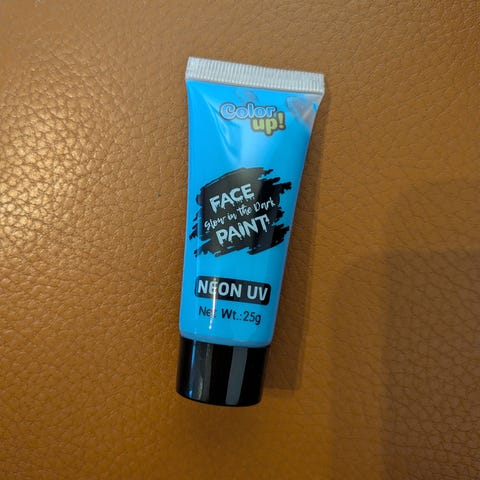 Color
up!
FACE
Glow in the Dark
PAINT!
NEON UV
Net Wt.:25g